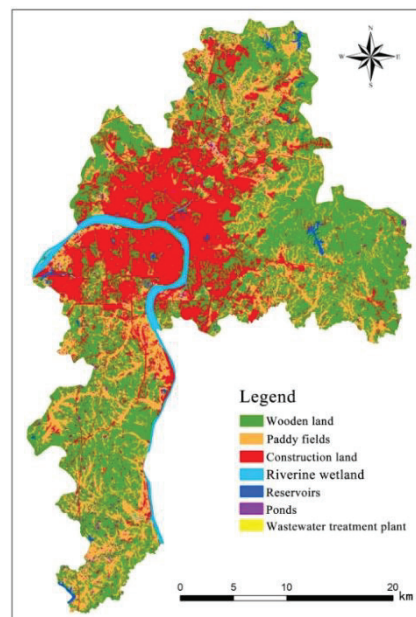 N
W E
S
Legend
Wooden land
Paddy fields
Construction land
Riverine wetland
Reservoirs
Ponds
Wastewater treatment plant
0 5 10 20
km